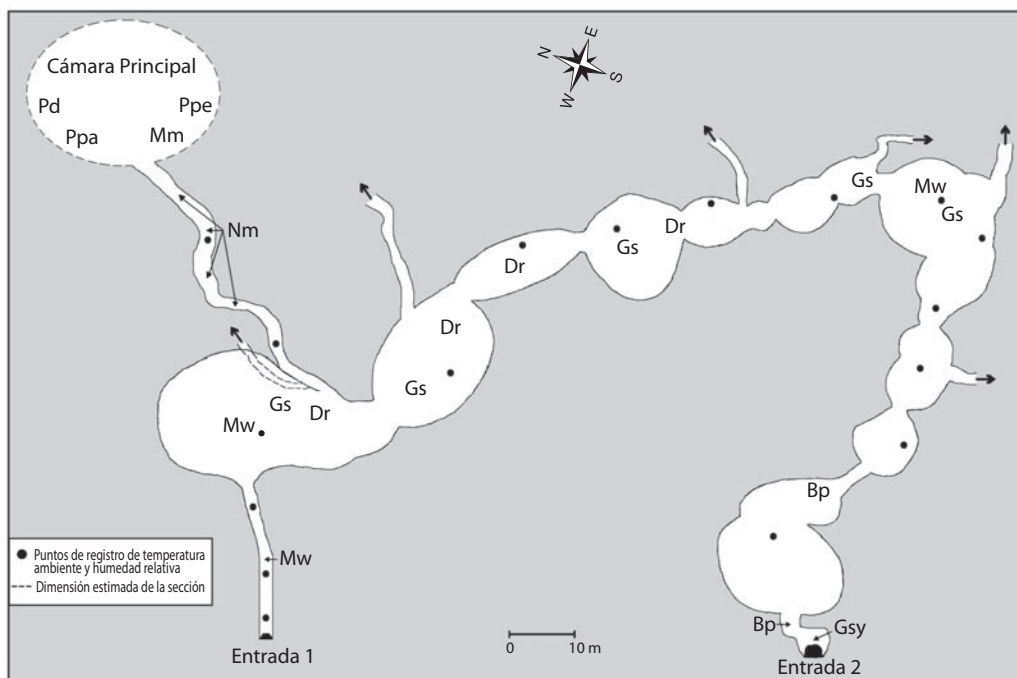 Cámara Principal
Pd
Ppe
Ppa
Mm
N
E
W
S
Nm
Gs
Dr
Mw
Gs
Dr
Dr
Gs
Dr
Gs
Mw
Gs
Bp
Mw
Bp
Gsy
Entrada 1
Entrada 2
0
10 m
Puntos de registro de temperatura
ambiente y humedad relativa
Dimensión estimada de la sección